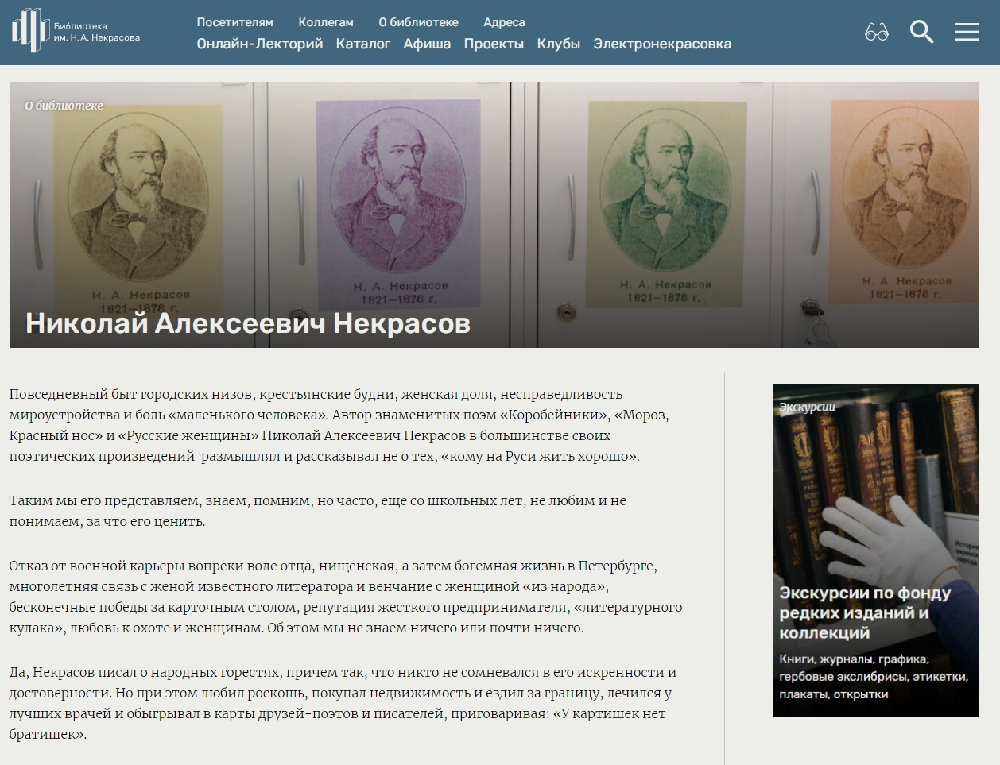 Библиотека
им. Н. А. Некрасова
Посетителям Коллегам О библиотеке Адреса
Онлайн-Лекторий Каталог Афиша Проекты Клубы Электронекрасовка
О библиотеке
Н. А. Некрасов
1821—1878 г.
Н. А. Некрасов
1821—1878 г.
Н. А. Некрасов
1821—1878 г.
Н. А. Некрасов
1821—1878 г.
Николай Алексеевич Некрасов
Повседневный быт городских низов, крестьянские будни, женская доля, несправедливость
мироустройства и боль «маленького человека». Автор знаменитых поэм «Коробейники», «Мороз,
Красный нос» и «Русские женщины» Николай Алексеевич Некрасов в большинстве своих
поэтических произведений размышлял и рассказывал не о тех, «кому на Руси жить хорошо».
Таким мы его представляем, знаем, помним, но часто, еще со школьных лет, не любим и не
понимаем, за что его ценить.
Отказ от военной карьеры вопреки воле отца, нищенская, а затем богемная жизнь в Петербурге,
многолетняя связь с женой известного литератора и венчание с женщиной «из народа»,
бесконечные победы за карточным столом, репутация жесткого предпринимателя, «литературного
кулака», любовь к охоте и женщинам. Об этом мы не знаем ничего или почти ничего.
Да, Некрасов писал о народных горестях, причем так, что никто не сомневался в его искренности и
достоверности. Но при этом любил роскошь, покупал недвижимость и ездил за границу, лечился у
лучших врачей и обыгрывал в карты друзей-поэтов и писателей, приговаривая: «У картишек нет
братишек».
Экскурсии
История
еврейского
народа
Экскурсии по фонду
редких изданий и
коллекций
Книги, журналы, графика,
гербовые экслибрисы, этикетки,
плакаты, открытки